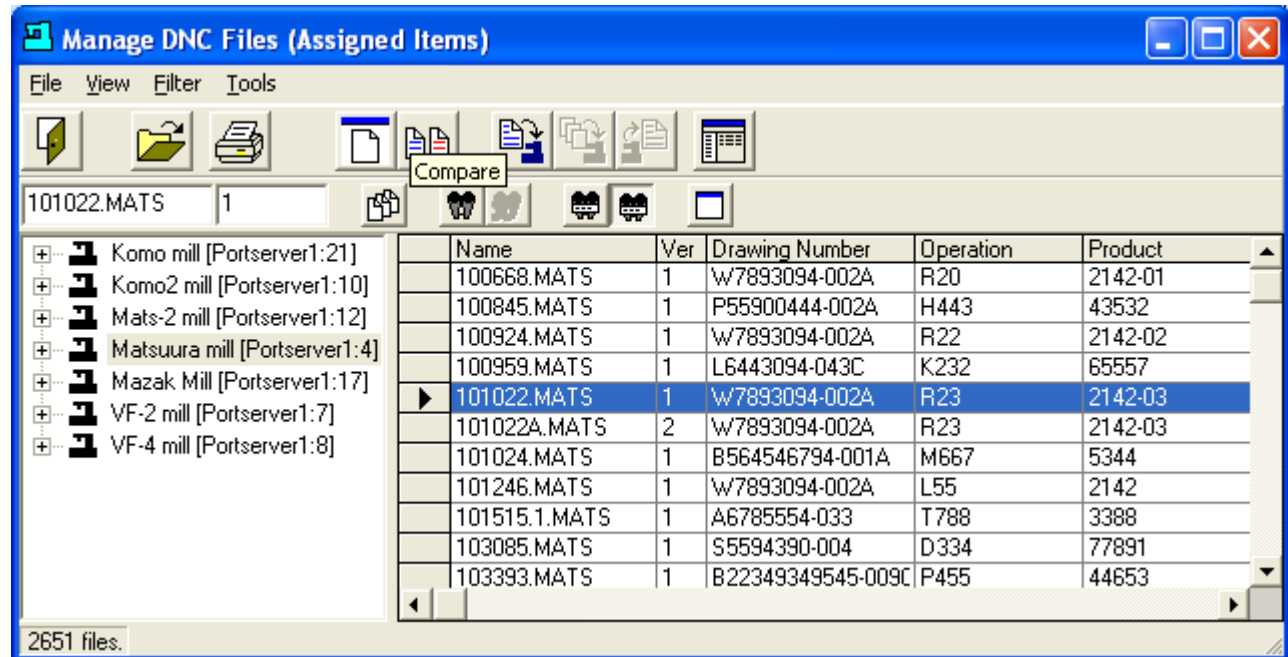 Manage DNC Files (Assigned Items)
File View Filter Tools
Compare
101022.MATS 1
Komo mill [Portserver1:21]
Komo2 mill [Portserver1:10]
Mats-2 mill [Portserver1:12]
Matsuura mill [Portserver1:4]
Mazak Mill [Portserver1:17]
VF-2 mill [Portserver1:7]
VF-4 mill [Portserver1:8]
Name Ver Drawing Number Operation Product
100668.MATS 1 W7893094-002A R20 2142-01
100845.MATS 1 P55900444-002A H443 43532
100924.MATS 1 W7893094-002A R22 2142-02
100959.MATS 1 L6443094-043C K232 65557
101022.MATS 1 W7893094-002A R23 2142-03
101022A.MATS 2 W7893094-002A R23 2142-03
101024.MATS 1 B564546794-001A M667 5344
101246.MATS 1 W7893094-002A L55 2142
101515.1.MATS 1 A6785554-033 T788 3388
103085.MATS 1 S5594390-004 D334 77891
103393.MATS 1 B22349349545-009C P455 44653
2651 files.